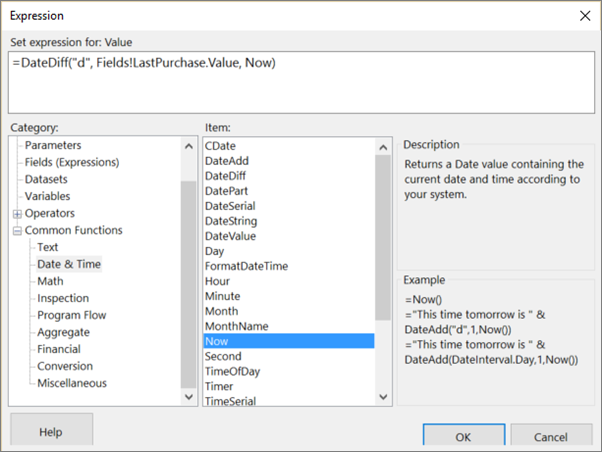 Expression
Set expression for: Value
=DateDiff("d", Fields!LastPurchase.Value, Now)
Category:
Parameters
Fields (Expressions)
Datasets
Variables
Operators
Common Functions
Text
Date & Time
Math
Inspection
Program Flow
Aggregate
Financial
Conversion
Miscellaneous
Item:
CDate
DateAdd
DateDiff
DatePart
DateSerial
DateString
DateValue
Day
FormatDateTime
Hour
Minute
Month
MonthName
Now
Second
TimeOfDay
Timer
TimeSerial
Description
Returns a Date value containing the
current date and time according to
your system.
Example
=Now()
="This time tomorrow is " &
DateAdd("d",1,Now())
="This time tomorrow is " &
DateAdd(DateInterval.Day,1,Now())
Help
OK
Cancel